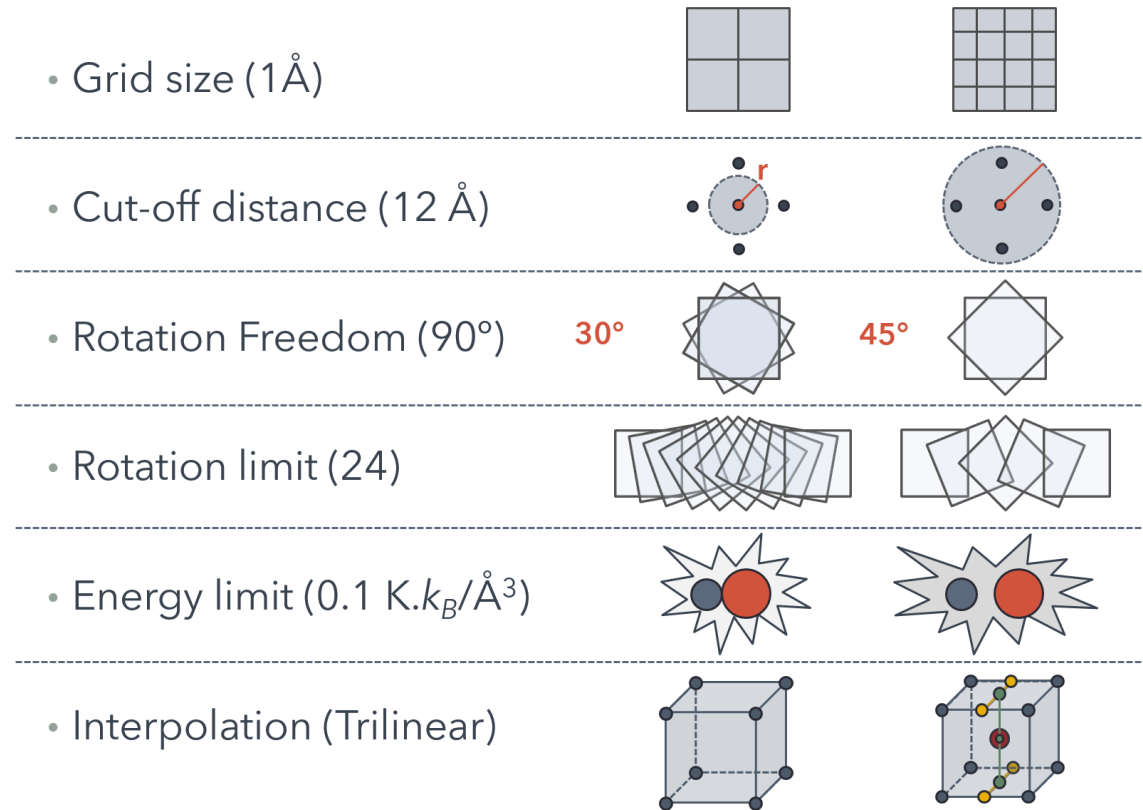 • Grid size (1Å)
• Cut-off distance (12 Å) r
• Rotation Freedom (90º) 30° 45°
• Rotation limit (24)
• Energy limit (0.1 K.k_B/Å³)
• Interpolation (Trilinear)